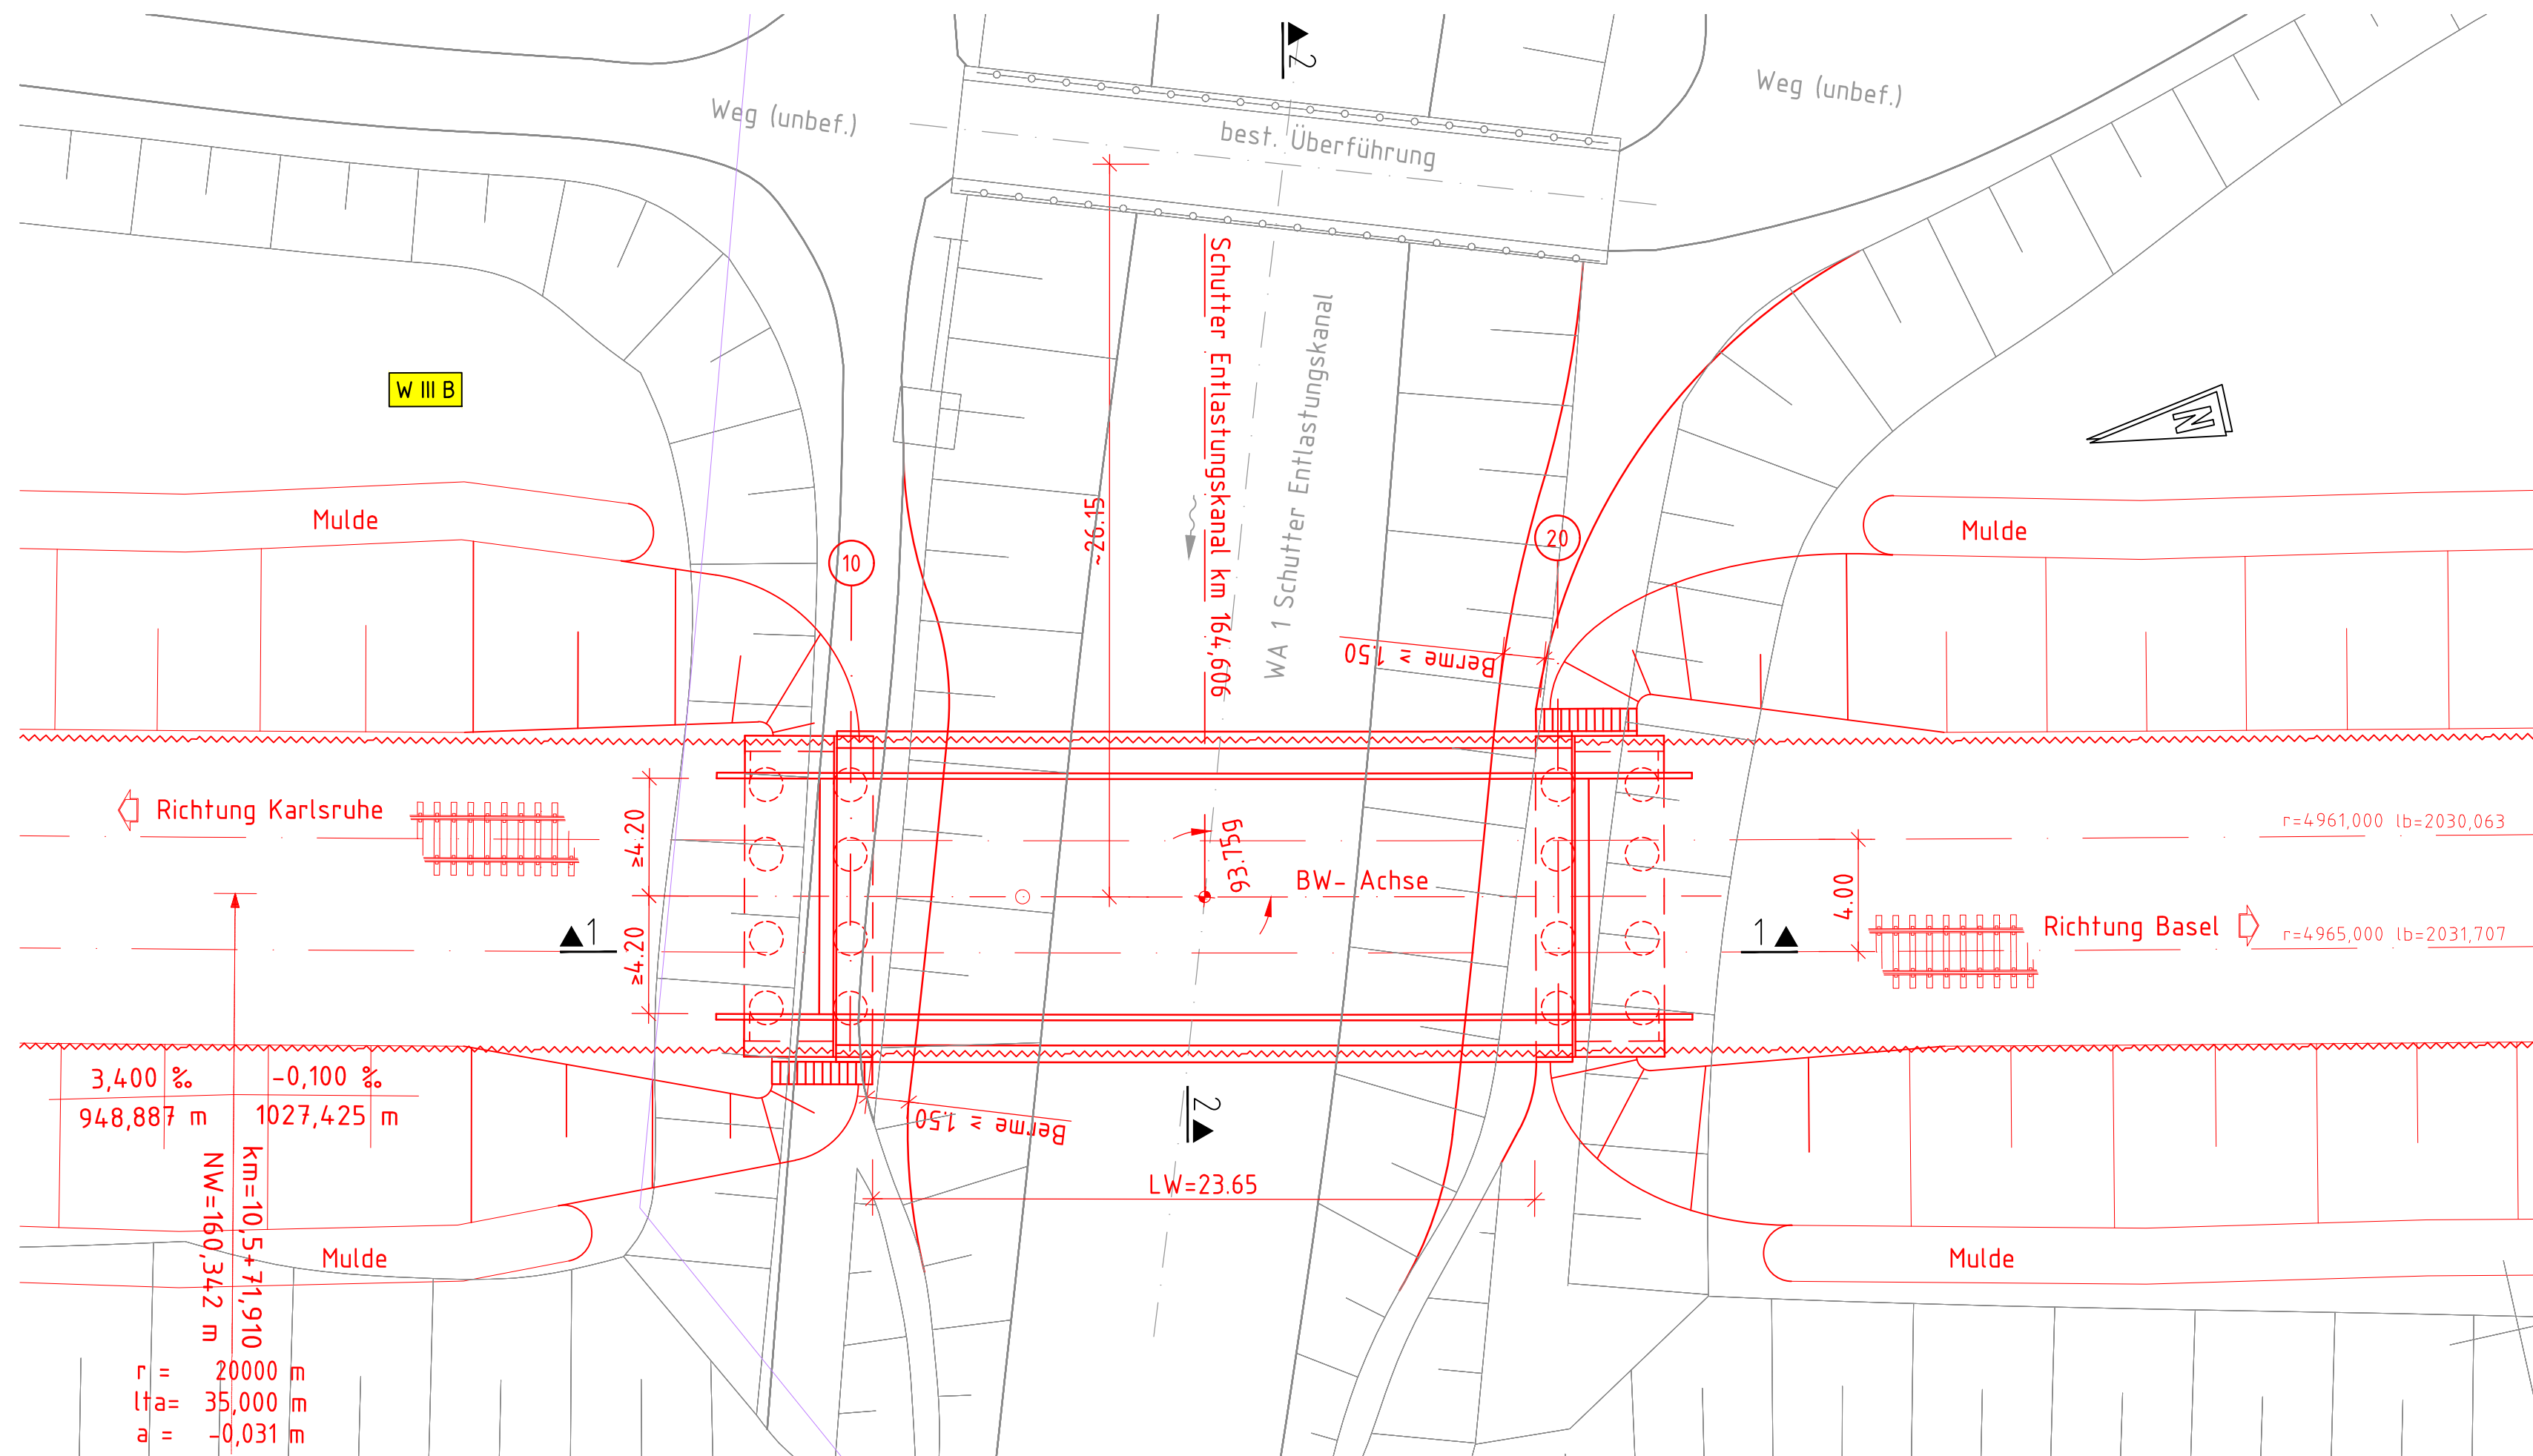 2
Weg (unbef.)
Weg (unbef.)
best. Überführung
Schutter Entlastungskanal km 164,606
WA 1 Schutter Entlastungskanal
W III B
N
Mulde
Mulde
10
20
~26.15
Berme ≥ 1.50
Richtung Karlsruhe
≥4.20
≥4.20
93.75g
BW- Achse
1
1
4.00
r=4961,000 lb=2030,063
Richtung Basel
r=4965,000 lb=2031,707
3,400 ‰
-0,100 ‰
948,887 m
1027,425 m
2
Berme ≥ 1.50
LW=23.65
km=10,5+71,910
NW=160,342 m
Mulde
Mulde
r = 20000 m
lta= 35,000 m
a = -0,031 m